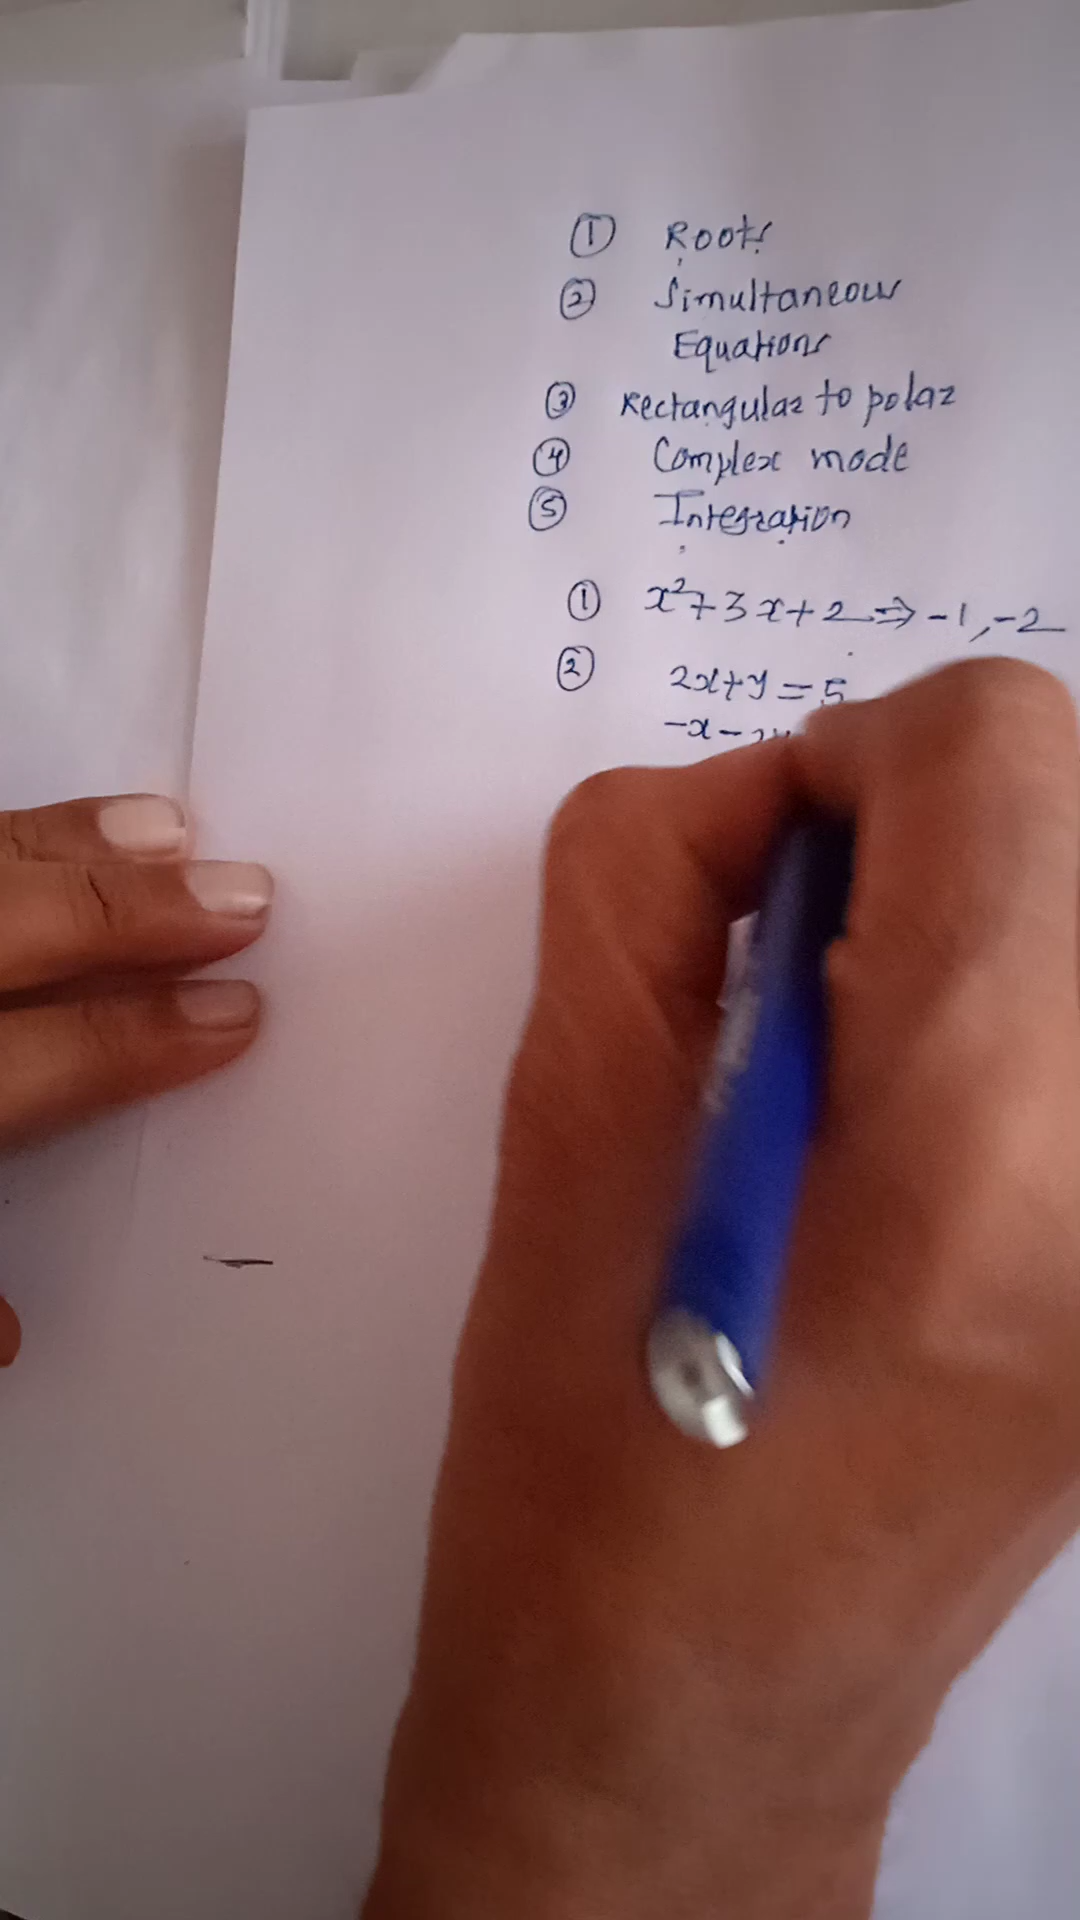 ① Roots
② Simultaneous
Equations
③ Rectangular to polar
④ Complex mode
⑤ Integration
① x²+3x+2 ⇒ -1,-2
② 2x+y=5
-x-2y